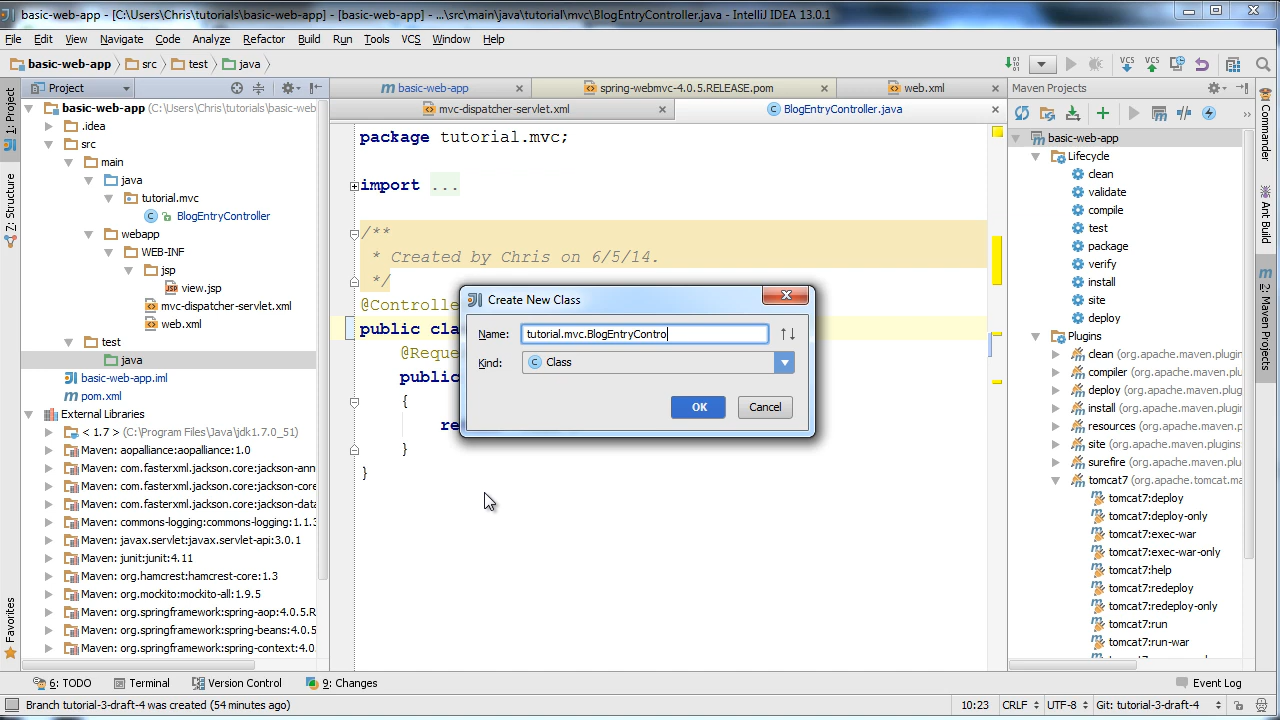 basic-web-app - [C:\Users\Chris\tutorials\basic-web-app] - [basic-web-app] - ...\src\main\java\tutorial\mvc\BlogEntryController.java - IntelliJ IDEA 13.0.1
File Edit View Navigate Code Analyze Refactor Build Run Tools VCS Window Help
basic-web-app src test java
Project
basic-web-app (C:\Users\Chris\tutorials\basic-web
.idea
src
main
java
tutorial.mvc
BlogEntryController
webapp
WEB-INF
jsp
view.jsp
mvc-dispatcher-servlet.xml
web.xml
test
java
basic-web-app.iml
pom.xml
External Libraries
< 1.7 > (C:\Program Files\Java\jdk1.7.0_51)
Maven: aopalliance:aopalliance:1.0
Maven: com.fasterxml.jackson.core:jackson-ann
Maven: com.fasterxml.jackson.core:jackson-core
Maven: com.fasterxml.jackson.core:jackson-data
Maven: commons-logging:commons-logging:1.1.3
Maven: javax.servlet:javax.servlet-api:3.0.1
Maven: junit:junit:4.11
Maven: org.hamcrest:hamcrest-core:1.3
Maven: org.mockito:mockito-all:1.9.5
Maven: org.springframework:spring-aop:4.0.5.R
Maven: org.springframework:spring-beans:4.0.5
Maven: org.springframework:spring-context:4.0
1: Project
7: Structure
Favorites
basic-web-app
spring-webmvc-4.0.5.RELEASE.pom
web.xml
mvc-dispatcher-servlet.xml
BlogEntryController.java
package tutorial.mvc;
import ...
/**
* Created by Chris on 6/5/14.
*/
@Controlle
public cla
@Reque
public
{
re
}
}
Create New Class
Name: tutorial.mvc.BlogEntryContro
Kind: Class
OK Cancel
Maven Projects
basic-web-app
Lifecycle
clean
validate
compile
test
package
verify
install
site
deploy
Plugins
clean (org.apache.maven.plugins
compiler (org.apache.maven.plug
deploy (org.apache.maven.plugin
install (org.apache.maven.plugin
resources (org.apache.maven.plu
site (org.apache.maven.plugins:
surefire (org.apache.maven.plug
tomcat7 (org.apache.tomcat.ma
tomcat7:deploy
tomcat7:deploy-only
tomcat7:exec-war
tomcat7:exec-war-only
tomcat7:help
tomcat7:redeploy
tomcat7:redeploy-only
tomcat7:run
tomcat7:run-war
Commander
Ant Build
2: Maven Projects
6: TODO Terminal Version Control 9: Changes Event Log
Branch tutorial-3-draft-4 was created (54 minutes ago) 10:23 CRLF UTF-8 Git: tutorial-3-draft-4